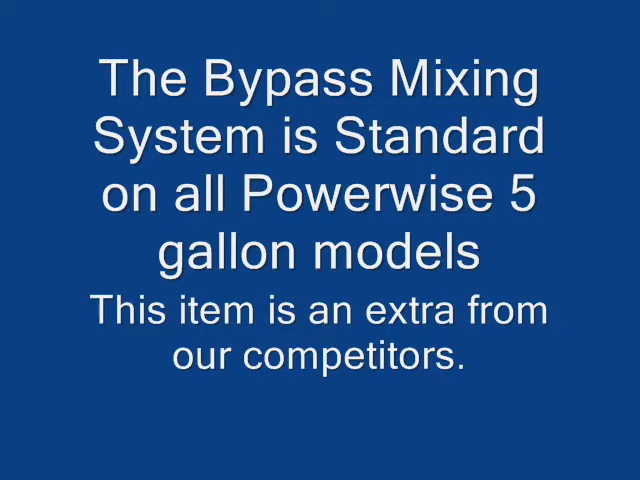 The Bypass Mixing
System is Standard
on all Powerwise 5
gallon models
This item is an extra from
our competitors.